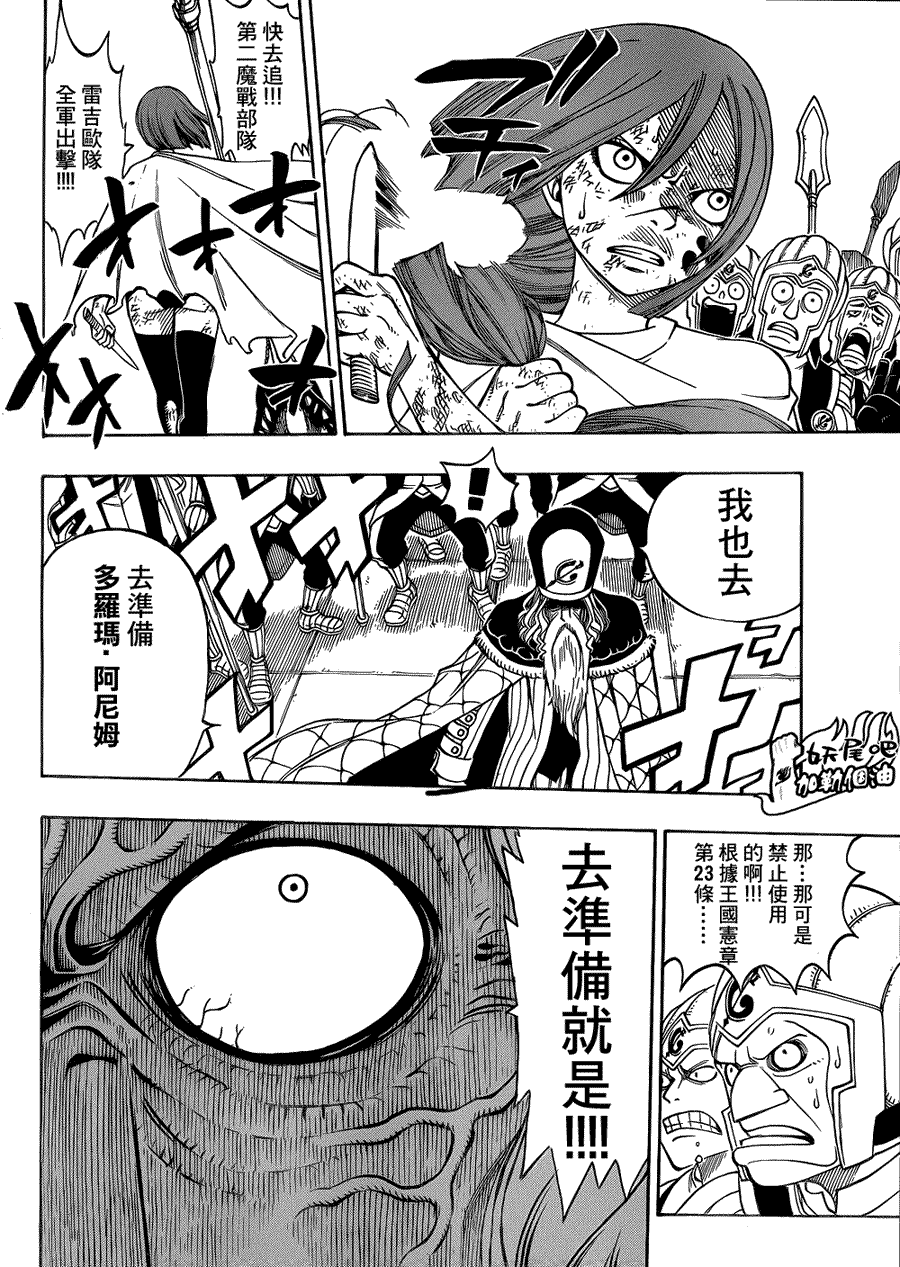 快去追!!!
第二魔戰部隊
雷吉歐隊
全軍出擊!!!!
我也去
!
去準備
多羅瑪·阿尼姆
妖尾吧
加勒個油
那…那可是
禁止使用
的啊!!!
根據王國憲章
第23條……
去準備就是!!!!